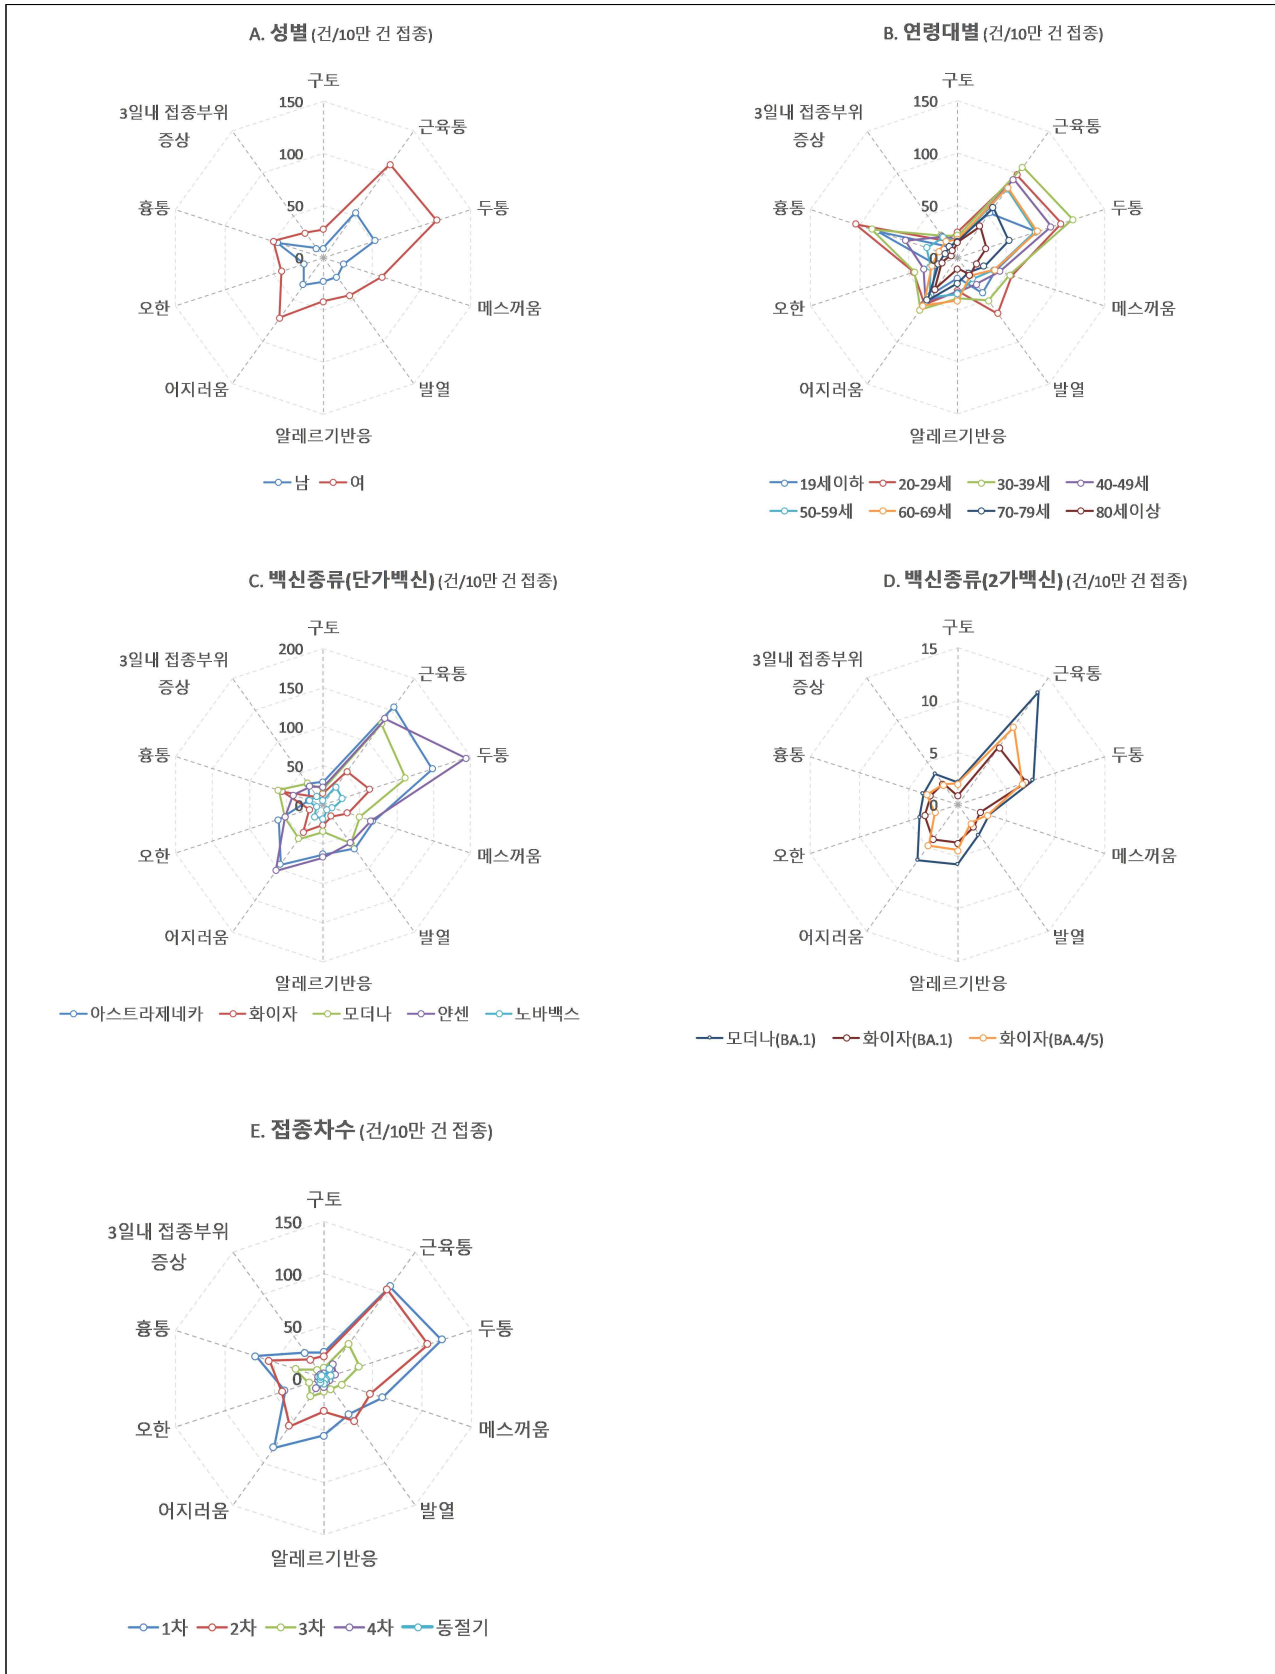 A. 성별 (건/10만 건 접종)
구토
근육통
두통
메스꺼움
발열
알레르기반응
어지러움
오한
흉통
3일내 접종부위
증상
150
100
50
0
남 여
B. 연령대별 (건/10만 건 접종)
구토
근육통
두통
메스꺼움
발열
알레르기반응
어지러움
오한
흉통
3일내 접종부위
증상
150
100
50
0
19세이하 20-29세 30-39세 40-49세
50-59세 60-69세 70-79세 80세이상
C. 백신종류(단가백신) (건/10만 건 접종)
구토
근육통
두통
메스꺼움
발열
알레르기반응
어지러움
오한
흉통
3일내 접종부위
증상
200
150
100
50
0
아스트라제네카 화이자 모더나 얀센 노바백스
D. 백신종류(2가백신) (건/10만 건 접종)
구토
근육통
두통
메스꺼움
발열
알레르기반응
어지러움
오한
흉통
3일내 접종부위
증상
15
10
5
0
모더나(BA.1) 화이자(BA.1) 화이자(BA.4/5)
E. 접종차수 (건/10만 건 접종)
구토
근육통
두통
메스꺼움
발열
알레르기반응
어지러움
오한
흉통
3일내 접종부위
증상
150
100
50
0
1차 2차 3차 4차 동절기